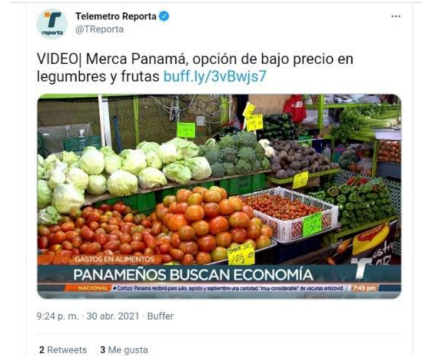 Telemetro Reporta
@TReporta
VIDEO| Merca Panamá, opción de bajo precio en
legumbres y frutas buff.ly/3vBwjs7
GASTOS EN ALIMENTOS
PANAMEÑOS BUSCAN ECONOMÍA
NACIONAL Cortizo: Panamá recibirá para julio, agosto y septiembre una cantidad "muy considerable" de vacunas anticovid 7:45 pm
9:24 p. m. · 30 abr. 2021 · Buffer
2 Retweets 3 Me gusta